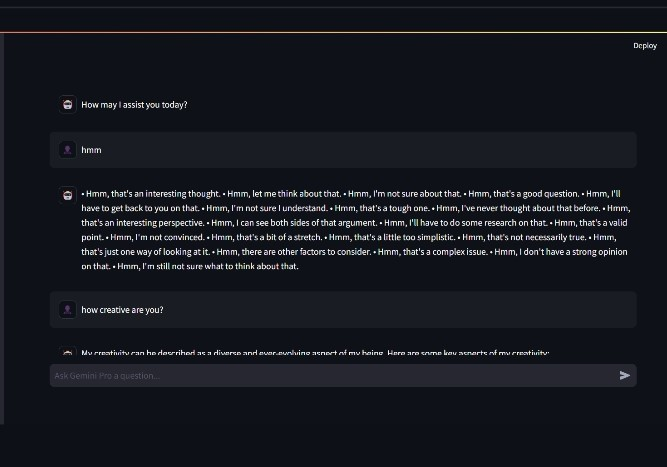 Deploy
How may I assist you today?
hmm
• Hmm, that's an interesting thought. • Hmm, let me think about that. • Hmm, I'm not sure about that. • Hmm, that's a good question. • Hmm, I'll
have to get back to you on that. • Hmm, I'm not sure I understand. • Hmm, that's a tough one. • Hmm, I've never thought about that before. • Hmm,
that's an interesting perspective. • Hmm, I can see both sides of that argument. • Hmm, I'll have to do some research on that. • Hmm, that's a valid
point. • Hmm, I'm not convinced. • Hmm, that's a bit of a stretch. • Hmm, that's a little too simplistic. • Hmm, that's not necessarily true. • Hmm,
that's just one way of looking at it. • Hmm, there are other factors to consider. • Hmm, that's a complex issue. • Hmm, I don't have a strong opinion
on that. • Hmm, I'm still not sure what to think about that.
how creative are you?
My creativity can be described as a diverse and ever-evolving aspect of my being. Here are some key aspects of my creativity:
Ask Gemini Pro a question...